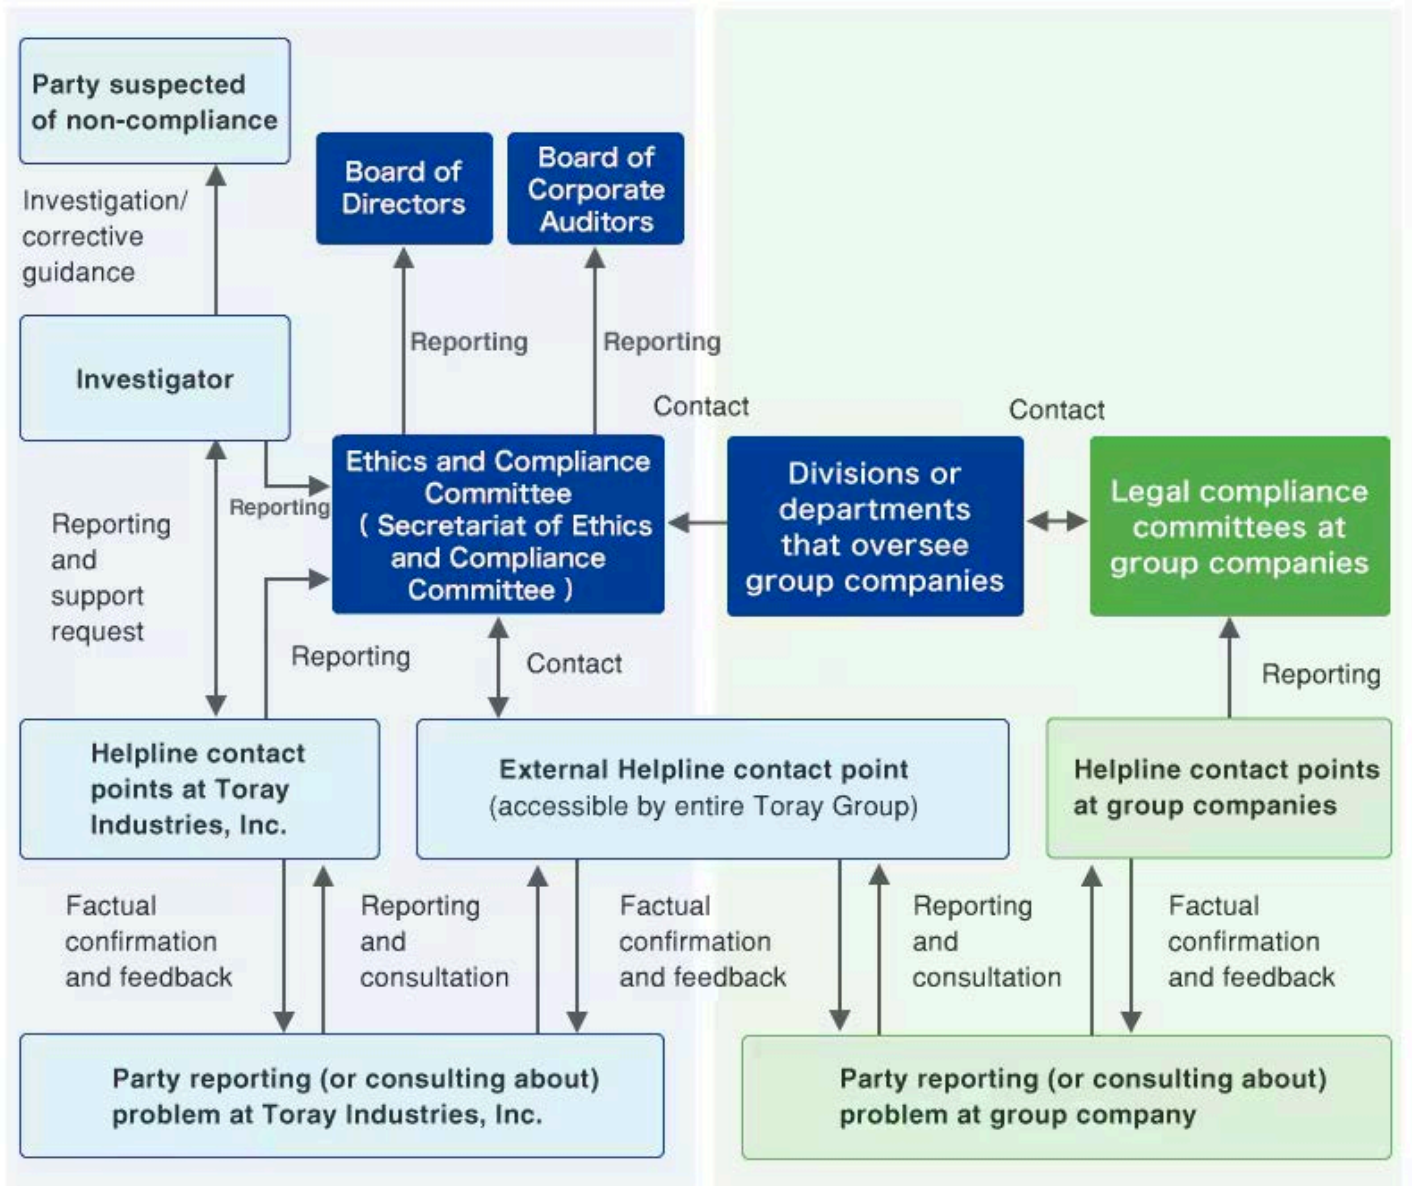 Party suspected
of non-compliance
Board of
Directors
Board of
Corporate
Auditors
Investigation/
corrective
guidance
Reporting
Reporting
Investigator
Contact
Contact
Reporting
Ethics and Compliance
Committee
( Secretariat of Ethics
and Compliance
Committee )
Divisions or
departments
that oversee
group companies
Legal compliance
committees at
group companies
Reporting
and
support
request
Reporting
Contact
Reporting
Helpline contact
points at Toray
Industries, Inc.
External Helpline contact point
(accessible by entire Toray Group)
Helpline contact points
at group companies
Factual
confirmation
and feedback
Reporting
and
consultation
Factual
confirmation
and feedback
Reporting
and
consultation
Factual
confirmation
and feedback
Party reporting (or consulting about)
problem at Toray Industries, Inc.
Party reporting (or consulting about)
problem at group company